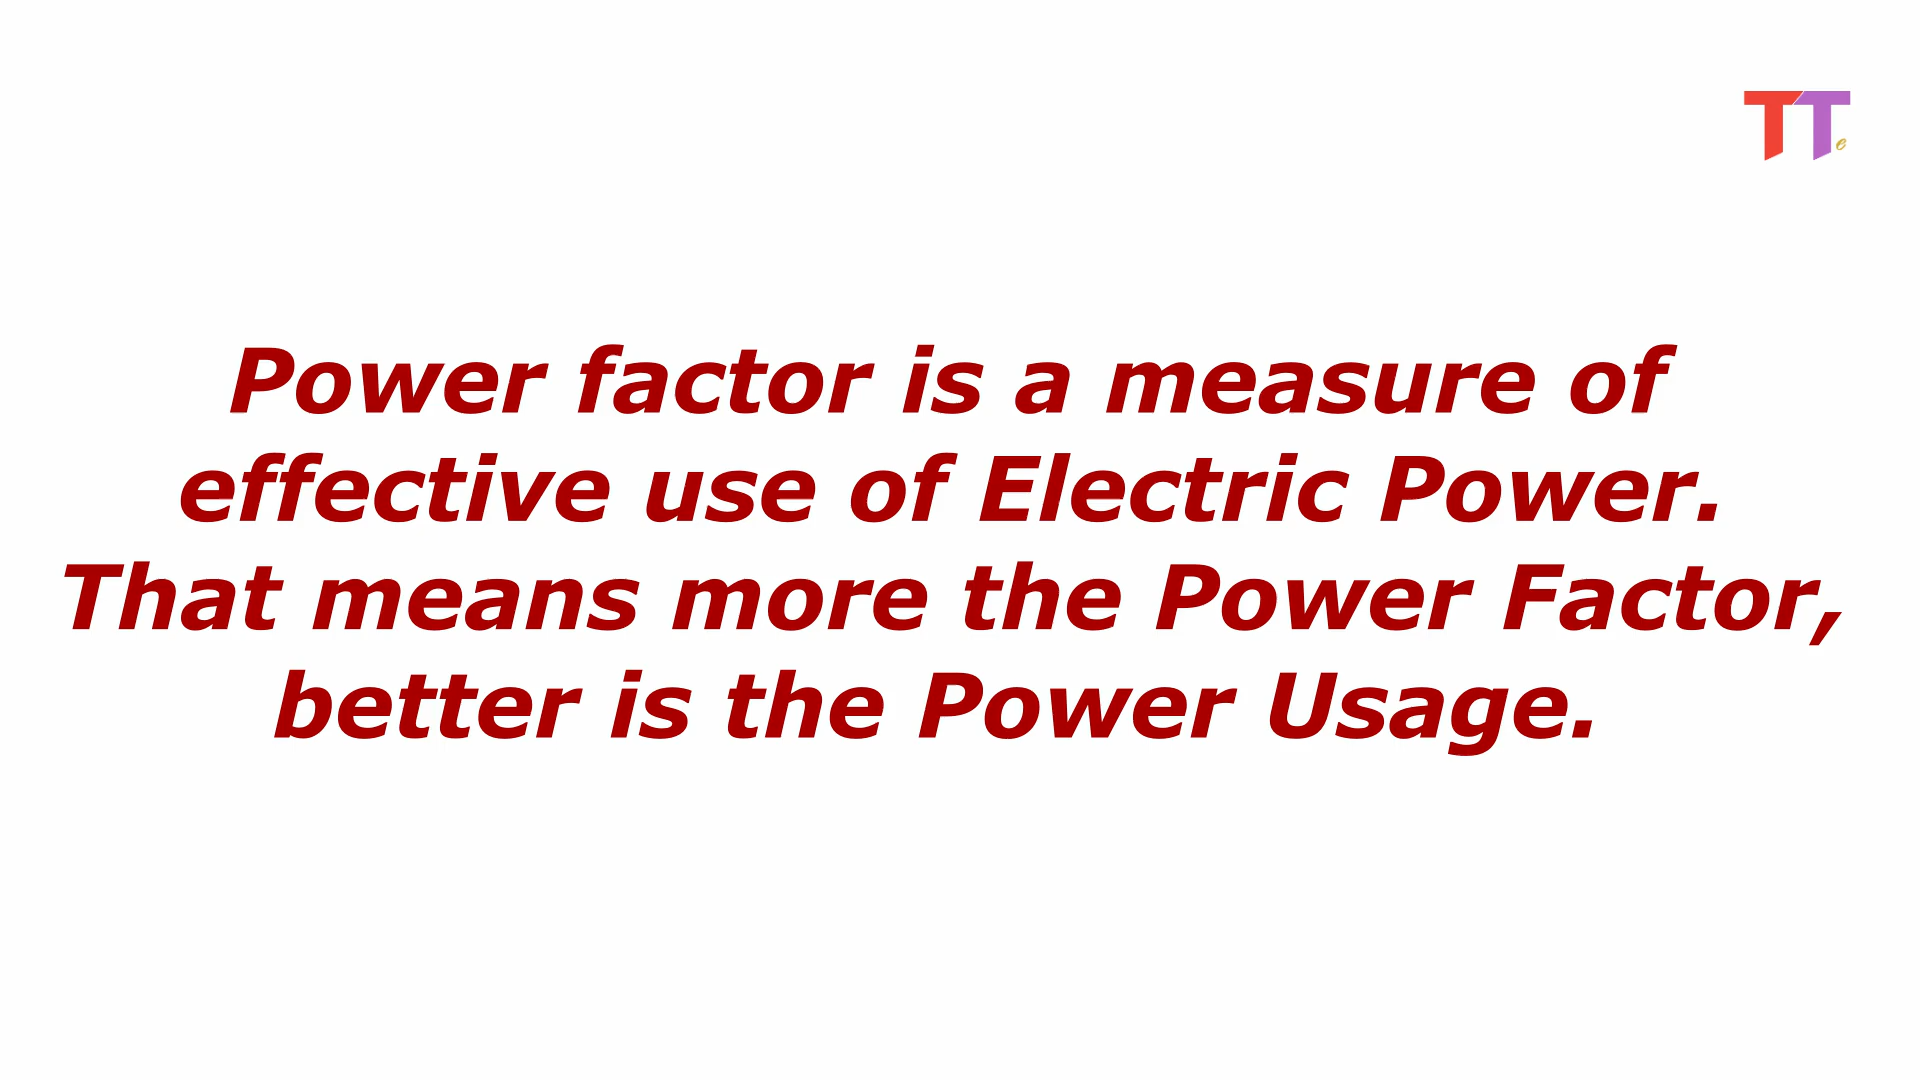 TTe
Power factor is a measure of
effective use of Electric Power.
That means more the Power Factor,
better is the Power Usage.